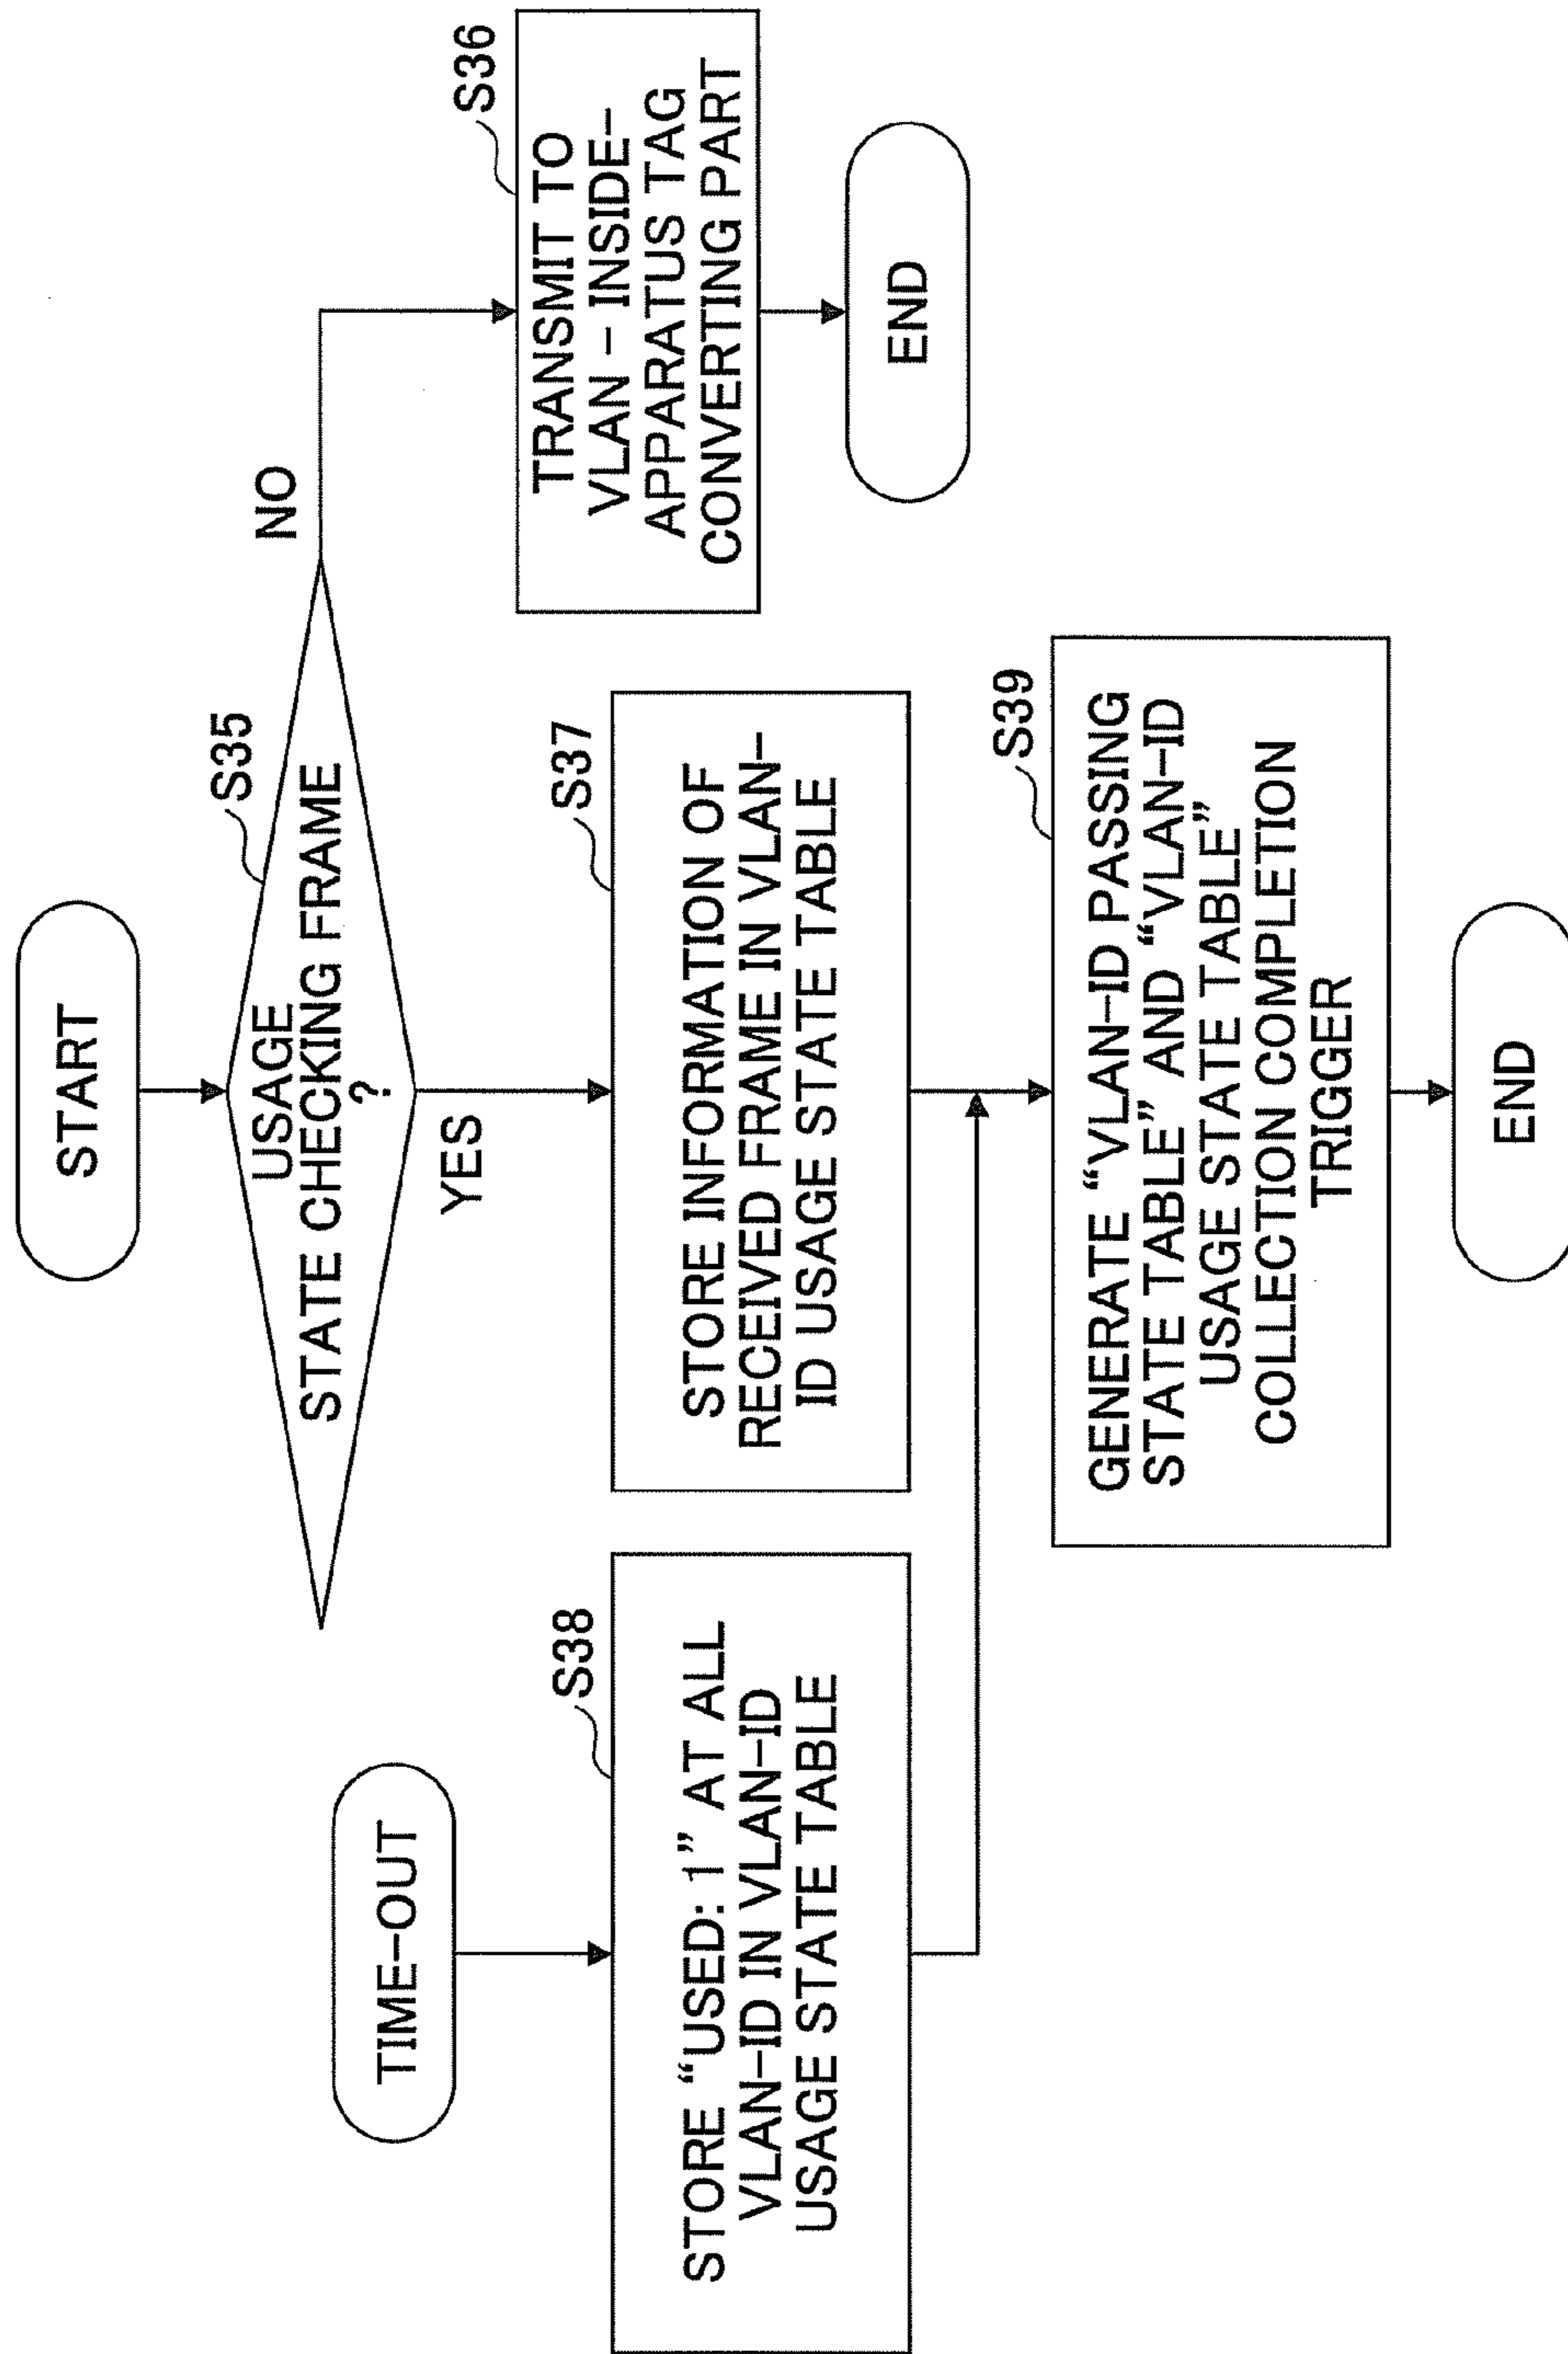 START
S35
USAGE
STATE CHECKING FRAME
?
NO
YES
S36
TRANSMIT TO
VLAN – INSIDE–
APPARATUS TAG
CONVERTING PART
END
TIME–OUT
S38
STORE “USED: 1” AT ALL
VLAN–ID IN VLAN–ID
USAGE STATE TABLE
S37
STORE INFORMATION OF
RECEIVED FRAME IN VLAN–
ID USAGE STATE TABLE
S39
GENERATE “VLAN–ID PASSING
STATE TABLE” AND “VLAN–ID
USAGE STATE TABLE”
COLLECTION COMPLETION
TRIGGER
END